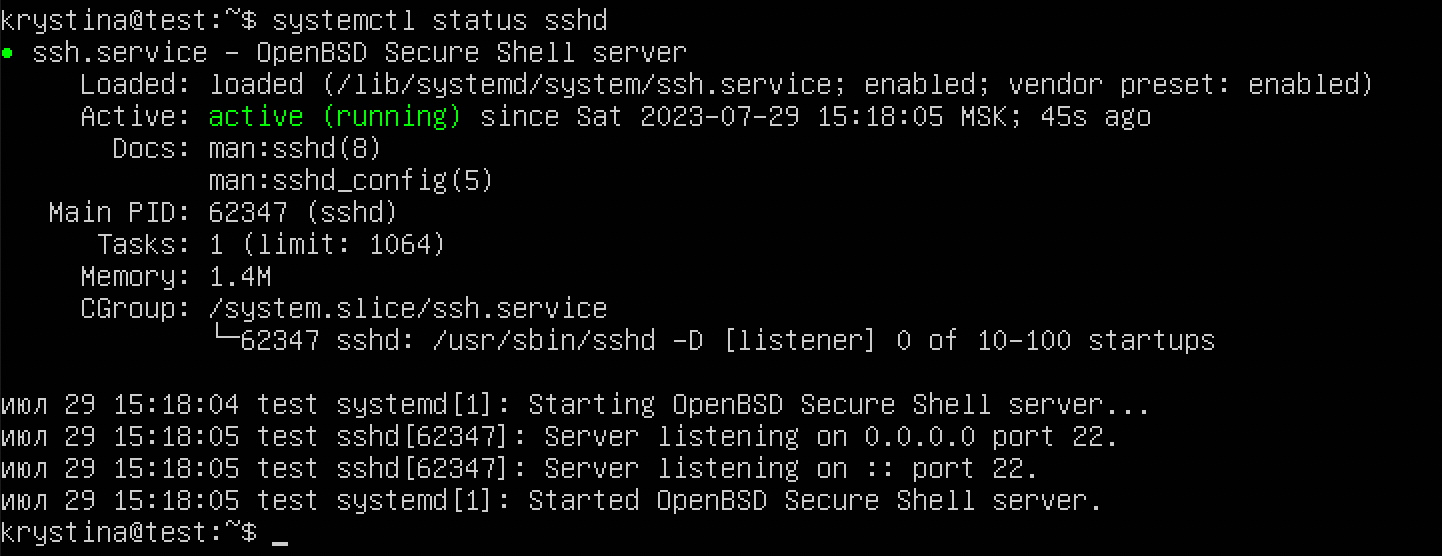 krystina@test:~$ systemctl status sshd
● ssh.service - OpenBSD Secure Shell server
     Loaded: loaded (/lib/systemd/system/ssh.service; enabled; vendor preset: enabled)
     Active: active (running) since Sat 2023-07-29 15:18:05 MSK; 45s ago
       Docs: man:sshd(8)
             man:sshd_config(5)
   Main PID: 62347 (sshd)
      Tasks: 1 (limit: 1064)
     Memory: 1.4M
     CGroup: /system.slice/ssh.service
             └─62347 sshd: /usr/sbin/sshd -D [listener] 0 of 10-100 startups

июл 29 15:18:04 test systemd[1]: Starting OpenBSD Secure Shell server...
июл 29 15:18:05 test sshd[62347]: Server listening on 0.0.0.0 port 22.
июл 29 15:18:05 test sshd[62347]: Server listening on :: port 22.
июл 29 15:18:05 test systemd[1]: Started OpenBSD Secure Shell server.
krystina@test:~$ _